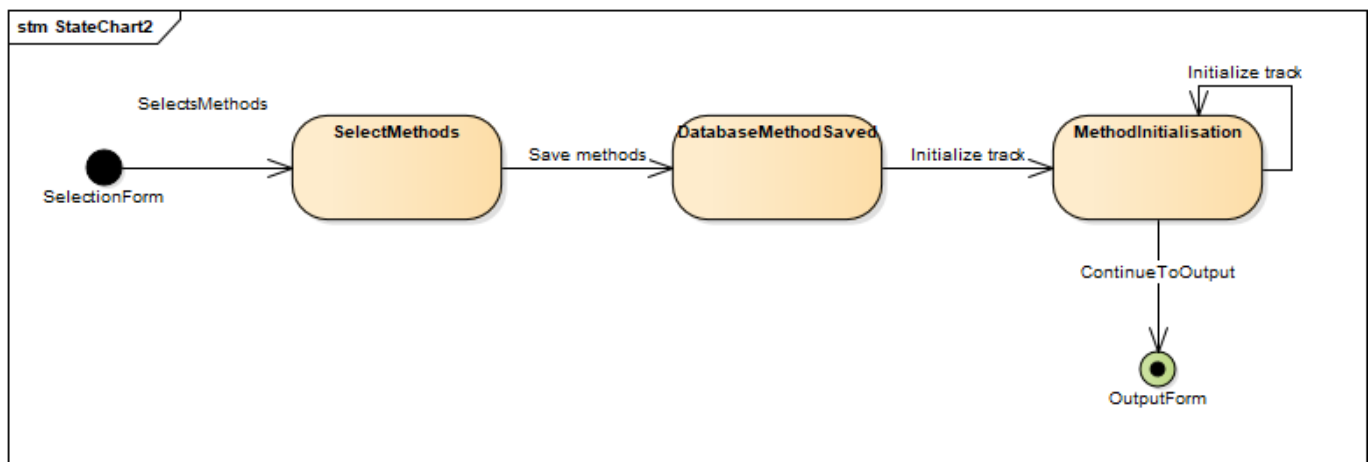 stm StateChart2
Initialize track
SelectsMethods
SelectMethods
DatabaseMethodSaved
MethodInitialisation
Save methods
Initialize track
SelectionForm
ContinueToOutput
OutputForm